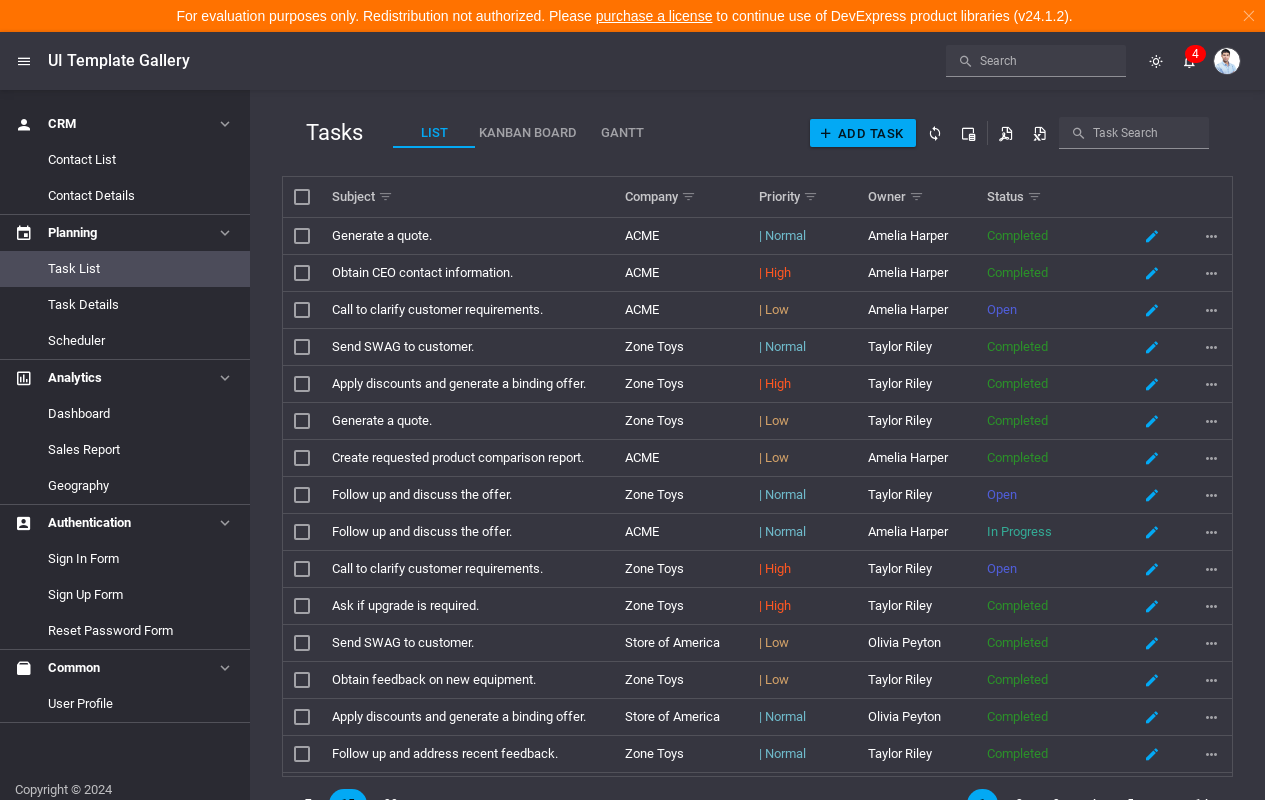 For evaluation purposes only. Redistribution not authorized. Please purchase a license to continue use of DevExpress product libraries (v24.1.2).
UI Template Gallery
Search
4
CRM
Contact List
Contact Details
Planning
Task List
Task Details
Scheduler
Analytics
Dashboard
Sales Report
Geography
Authentication
Sign In Form
Sign Up Form
Reset Password Form
Common
User Profile
Copyright © 2024
Tasks
LIST
KANBAN BOARD
GANTT
ADD TASK
Task Search
Subject Company Priority Owner Status
Generate a quote. ACME | Normal Amelia Harper Completed
Obtain CEO contact information. ACME | High Amelia Harper Completed
Call to clarify customer requirements. ACME | Low Amelia Harper Open
Send SWAG to customer. Zone Toys | Normal Taylor Riley Completed
Apply discounts and generate a binding offer. Zone Toys | High Taylor Riley Completed
Generate a quote. Zone Toys | Low Taylor Riley Completed
Create requested product comparison report. ACME | Low Amelia Harper Completed
Follow up and discuss the offer. Zone Toys | Normal Taylor Riley Open
Follow up and discuss the offer. ACME | Normal Amelia Harper In Progress
Call to clarify customer requirements. Zone Toys | High Taylor Riley Open
Ask if upgrade is required. Zone Toys | High Taylor Riley Completed
Send SWAG to customer. Store of America | Low Olivia Peyton Completed
Obtain feedback on new equipment. Zone Toys | Low Taylor Riley Completed
Apply discounts and generate a binding offer. Store of America | Normal Olivia Peyton Completed
Follow up and address recent feedback. Zone Toys | Normal Taylor Riley Completed